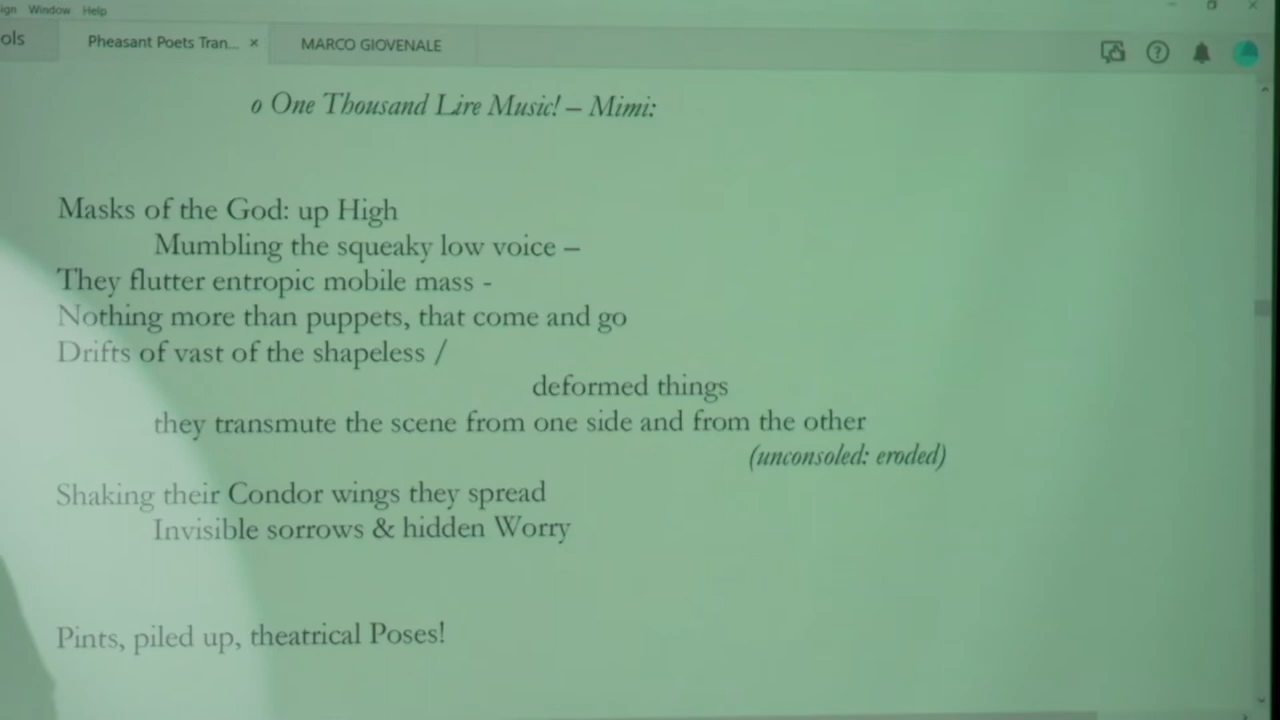 ign Window Help
ols
Pheasant Poets Tran... ×
MARCO GIOVENALE
o One Thousand Lire Music! – Mimi:
Masks of the God: up High
Mumbling the squeaky low voice –
They flutter entropic mobile mass -
Nothing more than puppets, that come and go
Drifts of vast of the shapeless /
deformed things
they transmute the scene from one side and from the other
(unconsoled: eroded)
Shaking their Condor wings they spread
Invisible sorrows & hidden Worry
Pints, piled up, theatrical Poses!